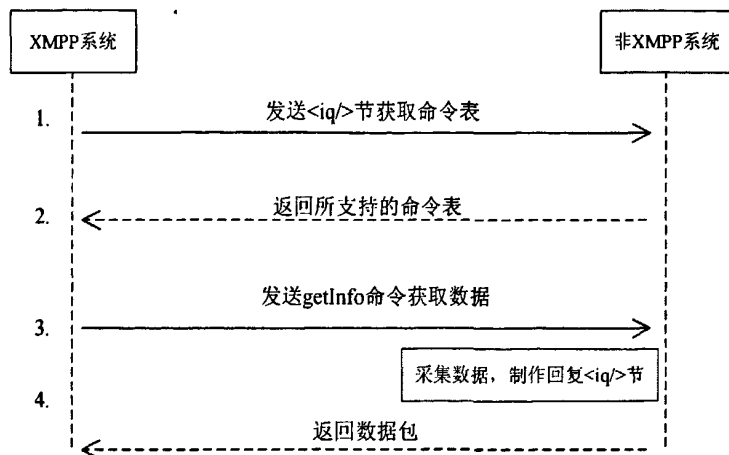 XMPP系统
非XMPP系统
1.
发送<iq/>节获取命令表
2.
返回所支持的命令表
3.
发送getInfo命令获取数据
采集数据，制作回复<iq/>节
4.
返回数据包